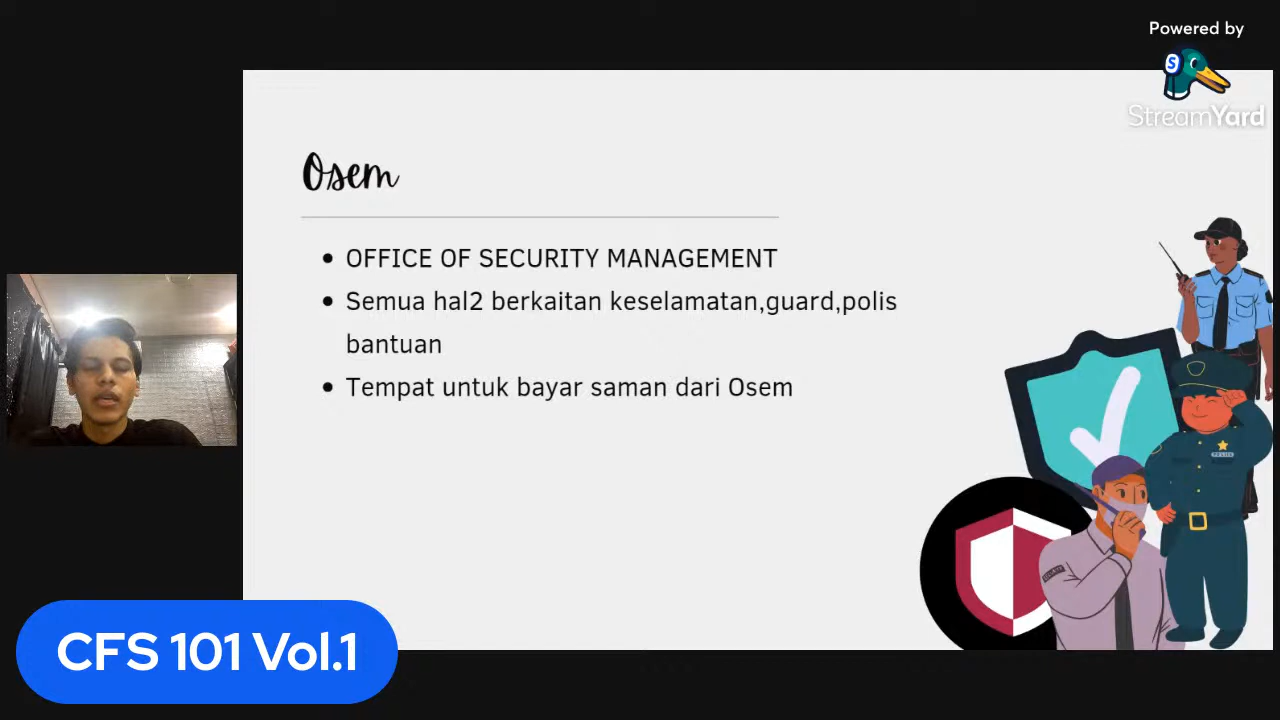 Powered by
StreamYard
Osem
OFFICE OF SECURITY MANAGEMENT
Semua hal2 berkaitan keselamatan,guard,polis
bantuan
Tempat untuk bayar saman dari Osem
CFS 101 Vol.1